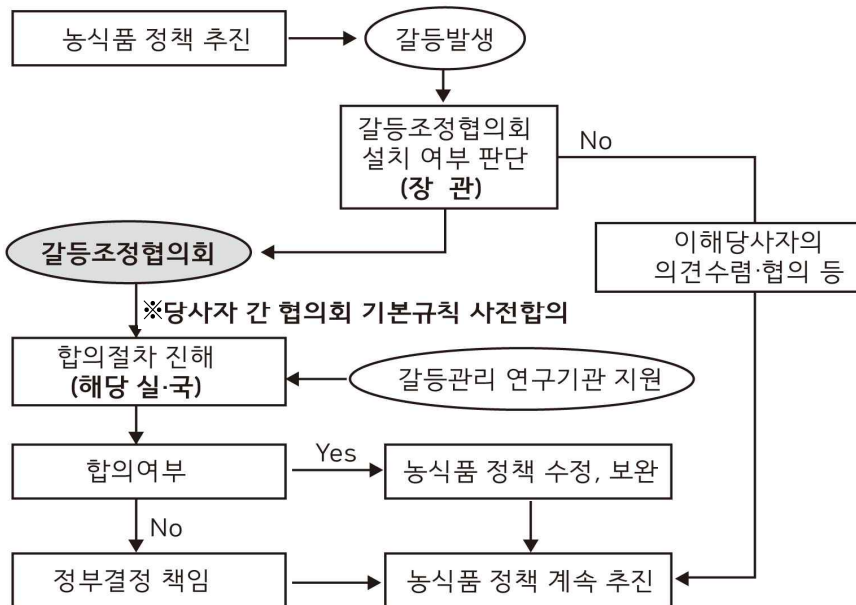 농식품 정책 추진
갈등발생
갈등조정협의회
설치 여부 판단
(장 관)
No
이해당사자의
의견수렴·협의 등
갈등조정협의회
※당사자 간 협의회 기본규칙 사전합의
합의절차 진해
(해당 실·국)
갈등관리 연구기관 지원
합의여부
Yes
농식품 정책 수정, 보완
No
정부결정 책임
농식품 정책 계속 추진